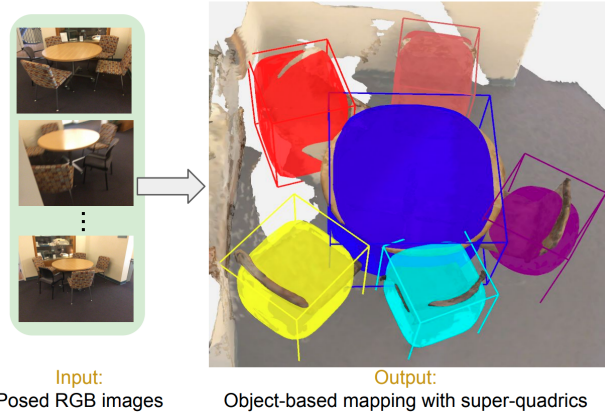 Input:
Posed RGB images
Output:
Object-based mapping with super-quadrics